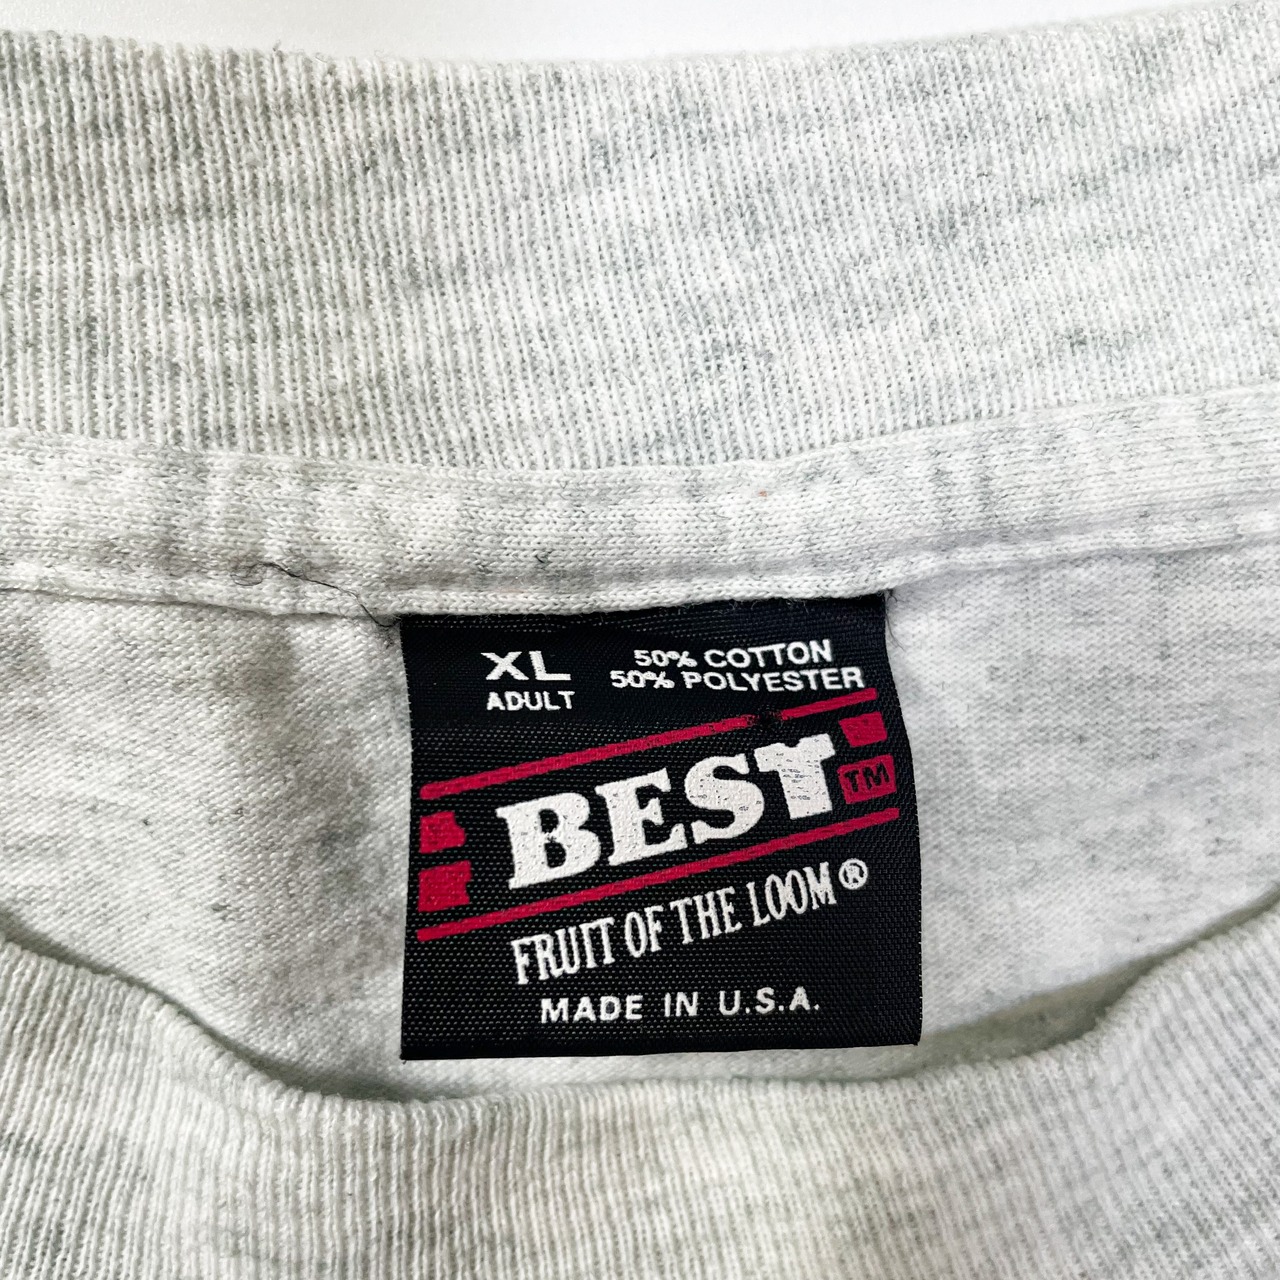 XL
ADULT
50% COTTON
50% POLYESTER
BEST TM
FRUIT OF THE LOOM®
MADE IN U.S.A.